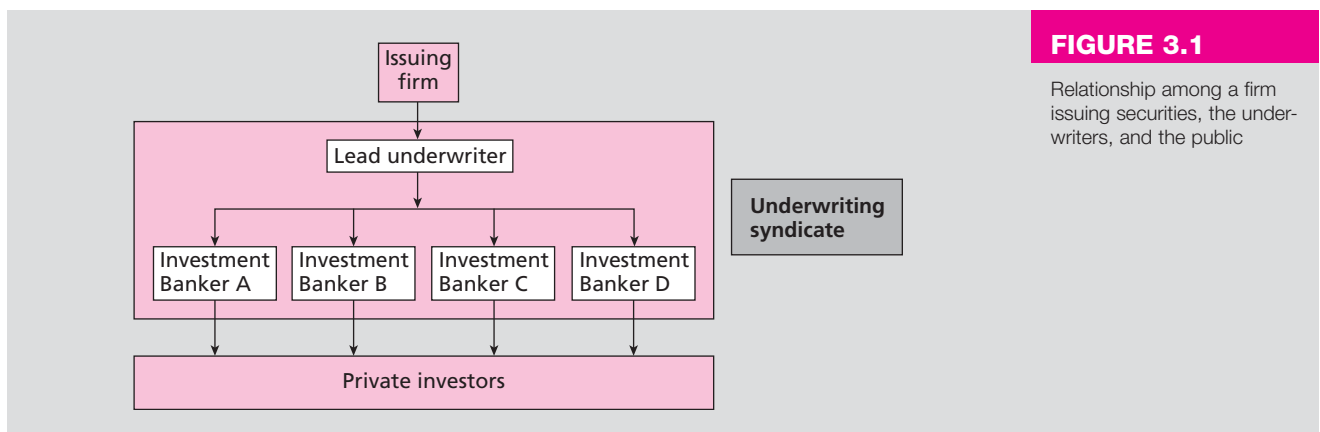 FIGURE 3.1
Relationship among a firm
issuing securities, the under-
writers, and the public
Issuing
firm
Lead underwriter
Underwriting
syndicate
Investment
Banker A
Investment
Banker B
Investment
Banker C
Investment
Banker D
Private investors